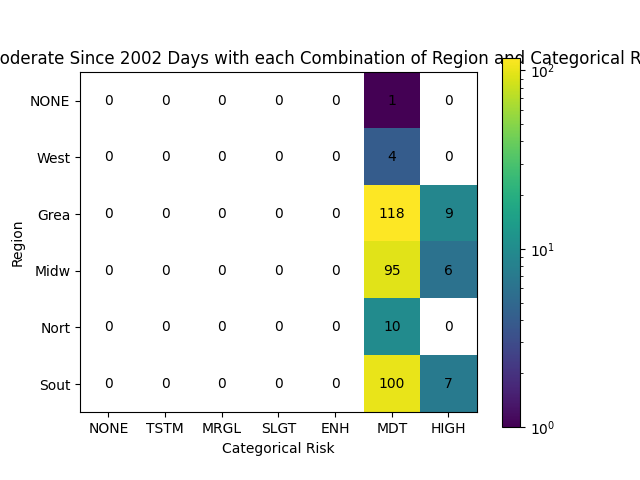 oderate Since 2002 Days with each Combination of Region and Categorical R
NONE 0 0 0 0 0 1 0
West 0 0 0 0 0 4 0
Grea 0 0 0 0 0 118 9
Midw 0 0 0 0 0 95 6
Nort 0 0 0 0 0 10 0
Sout 0 0 0 0 0 100 7
NONE TSTM MRGL SLGT ENH MDT HIGH
Categorical Risk
Region
10²
10¹
10⁰